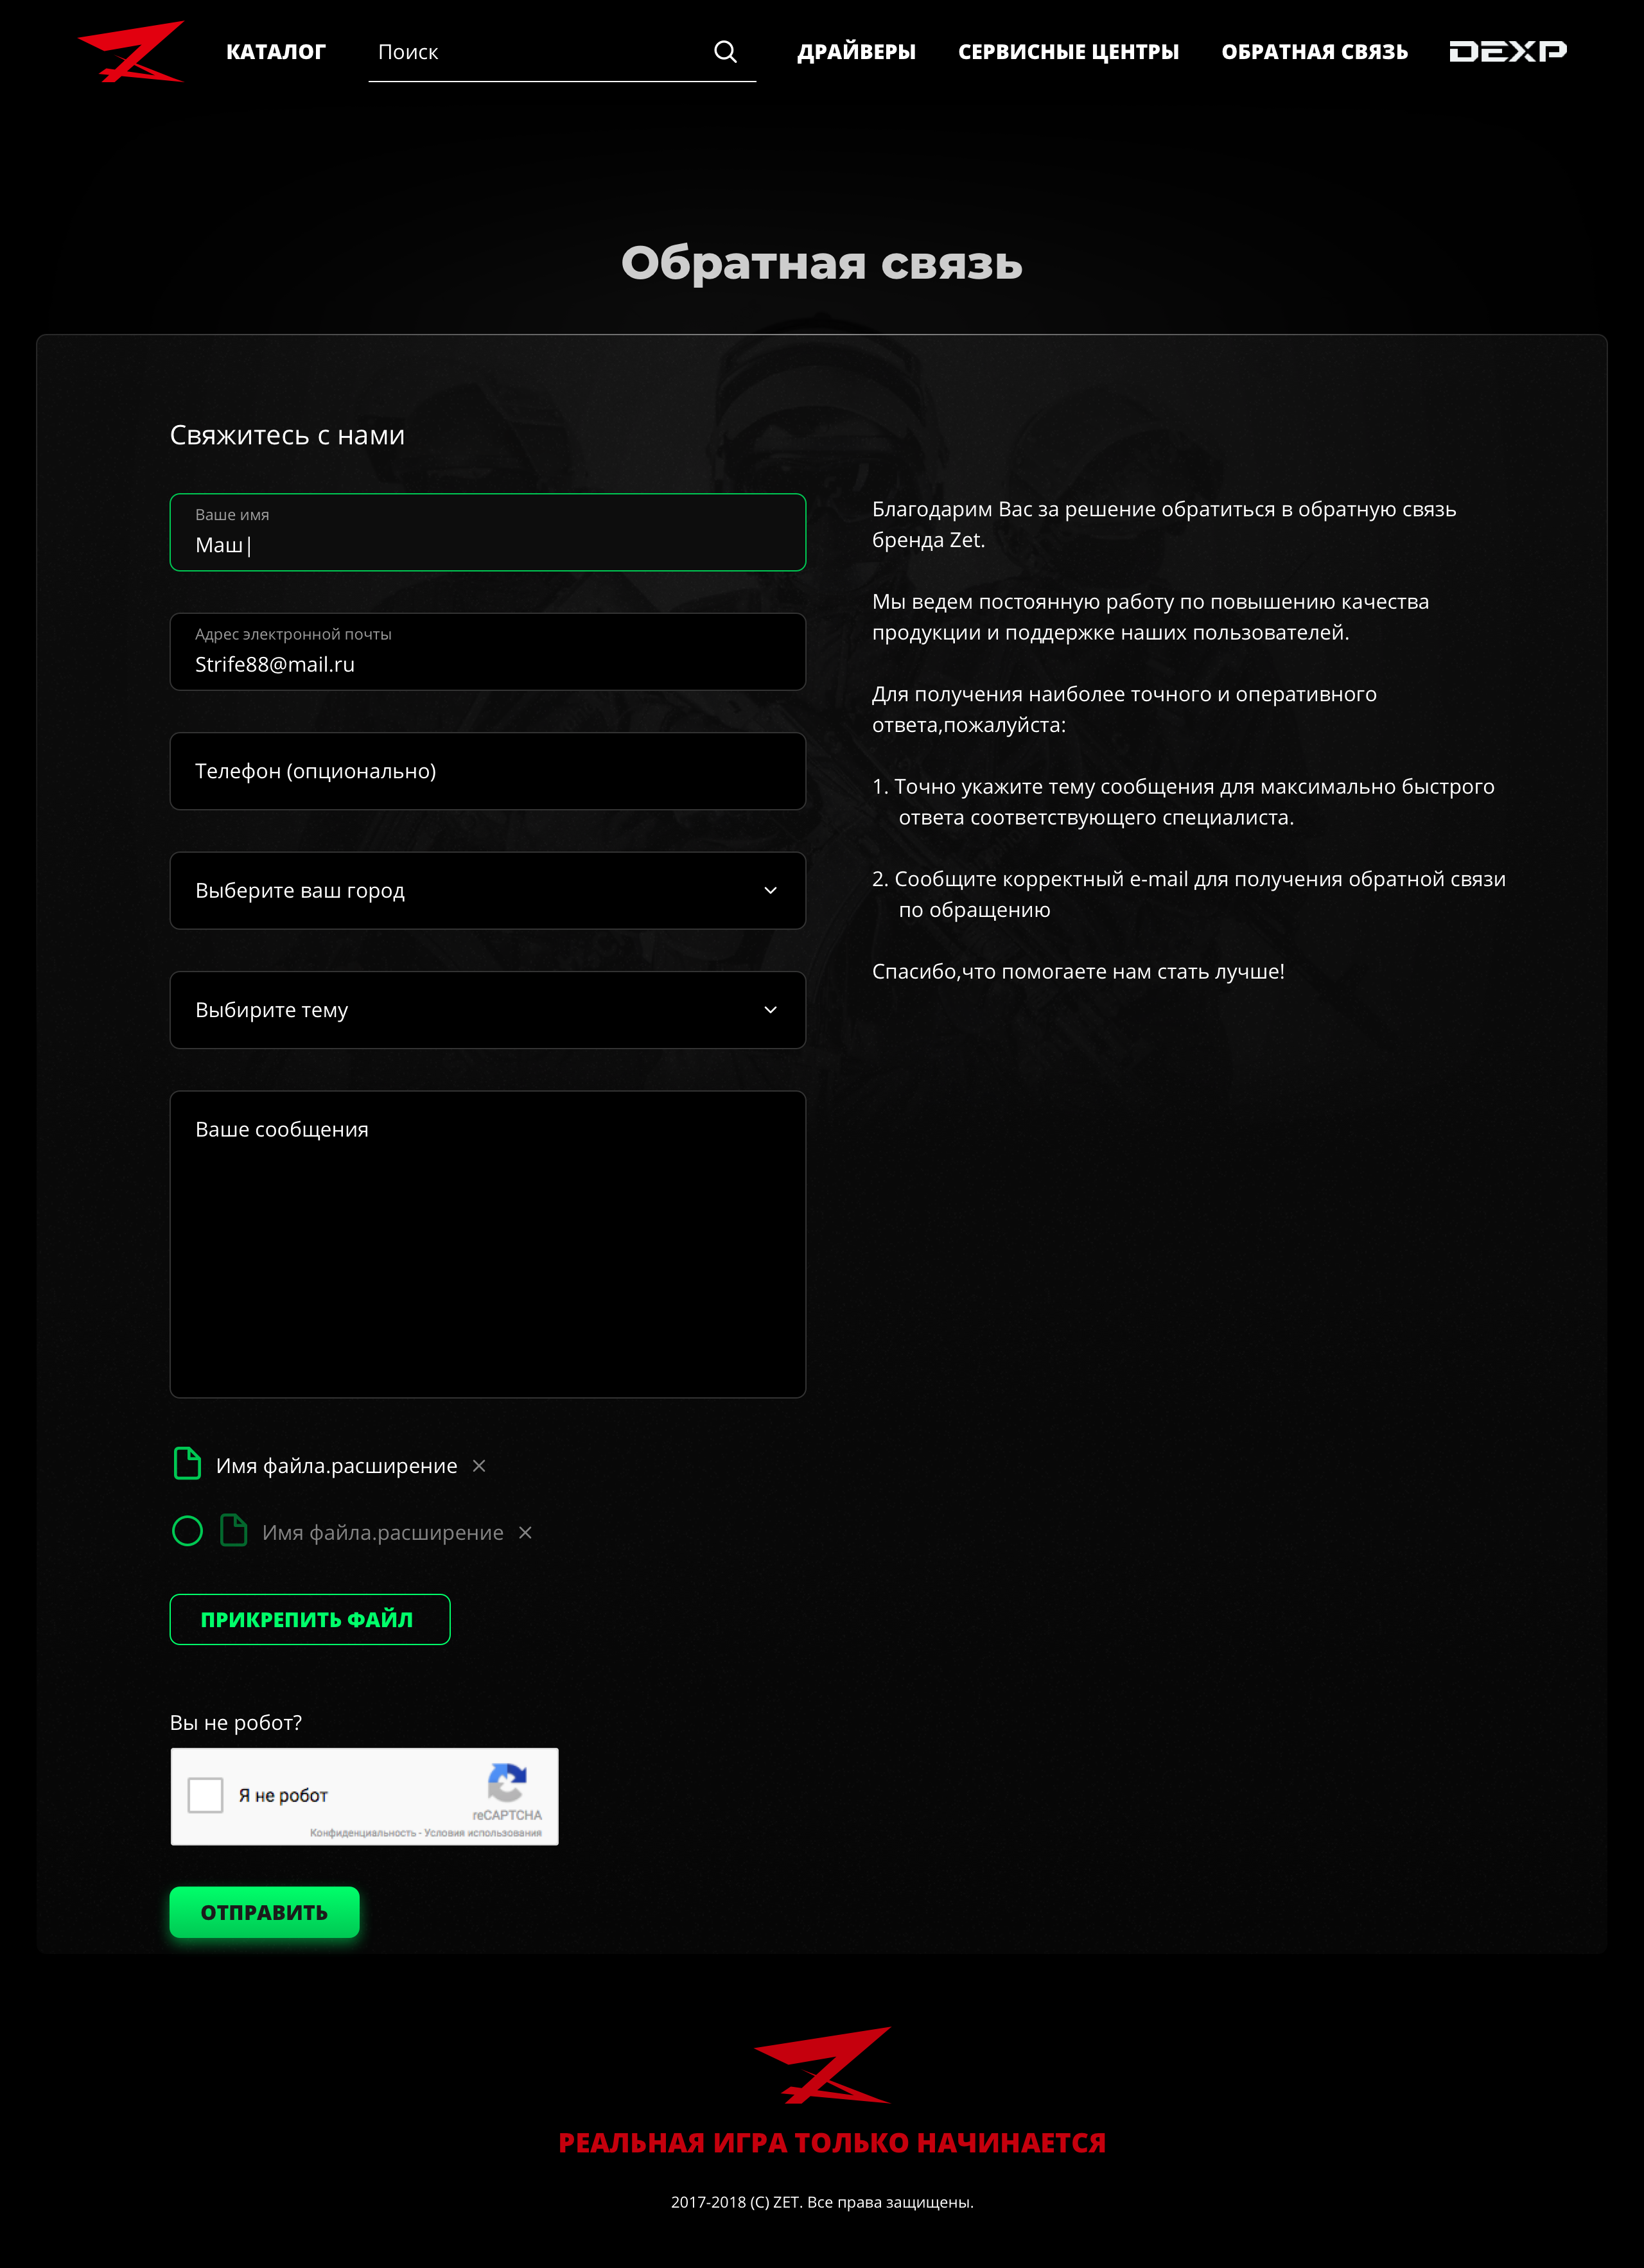 КАТАЛОГ
Поиск
ДРАЙВЕРЫ
СЕРВИСНЫЕ ЦЕНТРЫ
ОБРАТНАЯ СВЯЗЬ
DEXP
Обратная связь
Свяжитесь с нами
Ваше имя
Маш|
Адрес электронной почты
Strife88@mail.ru
Телефон (опционально)
Выберите ваш город
Выбирите тему
Ваше сообщения
Имя файла.расширение
Имя файла.расширение
ПРИКРЕПИТЬ ФАЙЛ
Вы не робот?
Я не робот
reCAPTCHA
Конфиденциальность - Условия использования
ОТПРАВИТЬ
Благодарим Вас за решение обратиться в обратную связь
бренда Zet.
Мы ведем постоянную работу по повышению качества
продукции и поддержке наших пользователей.
Для получения наиболее точного и оперативного
ответа,пожалуйста:
1. Точно укажите тему сообщения для максимально быстрого
ответа соответствующего специалиста.
2. Сообщите корректный e-mail для получения обратной связи
по обращению
Спасибо,что помогаете нам стать лучше!
РЕАЛЬНАЯ ИГРА ТОЛЬКО НАЧИНАЕТСЯ
2017-2018 (C) ZET. Все права защищены.